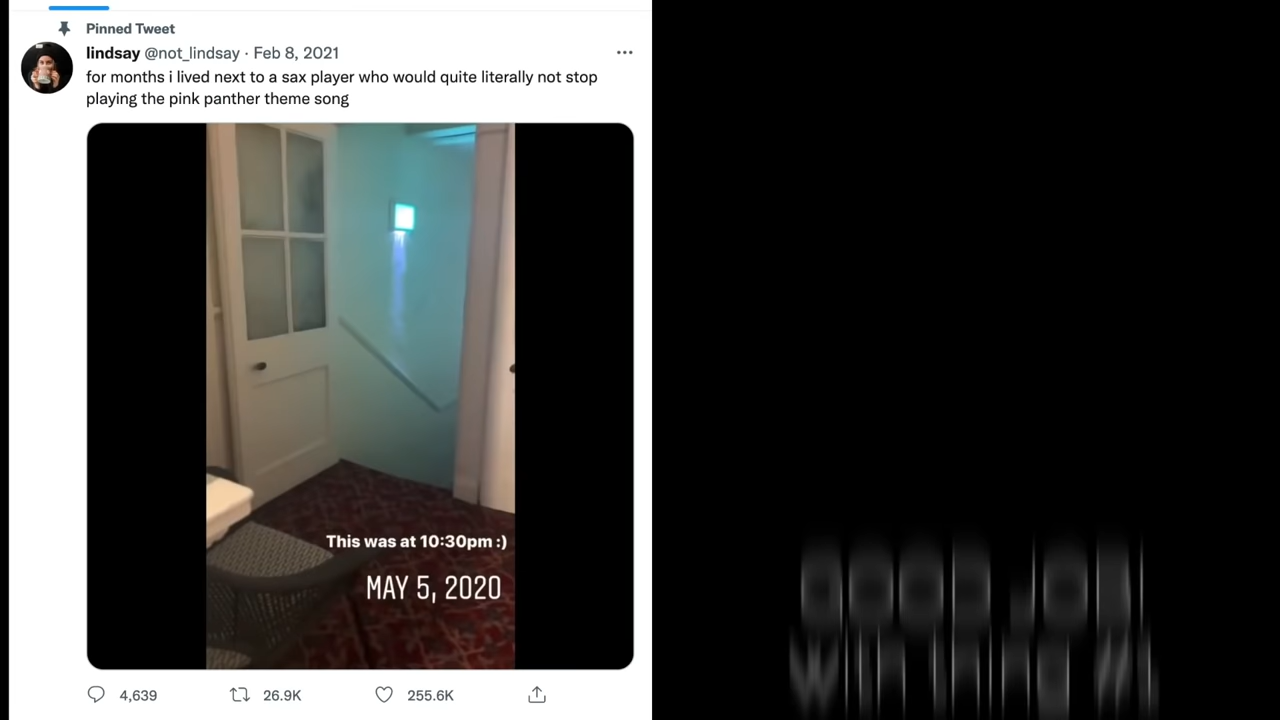 Pinned Tweet
lindsay @not_lindsay · Feb 8, 2021
for months i lived next to a sax player who would quite literally not stop
playing the pink panther theme song
This was at 10:30pm :)
MAY 5, 2020
4,639 26.9K 255.6K